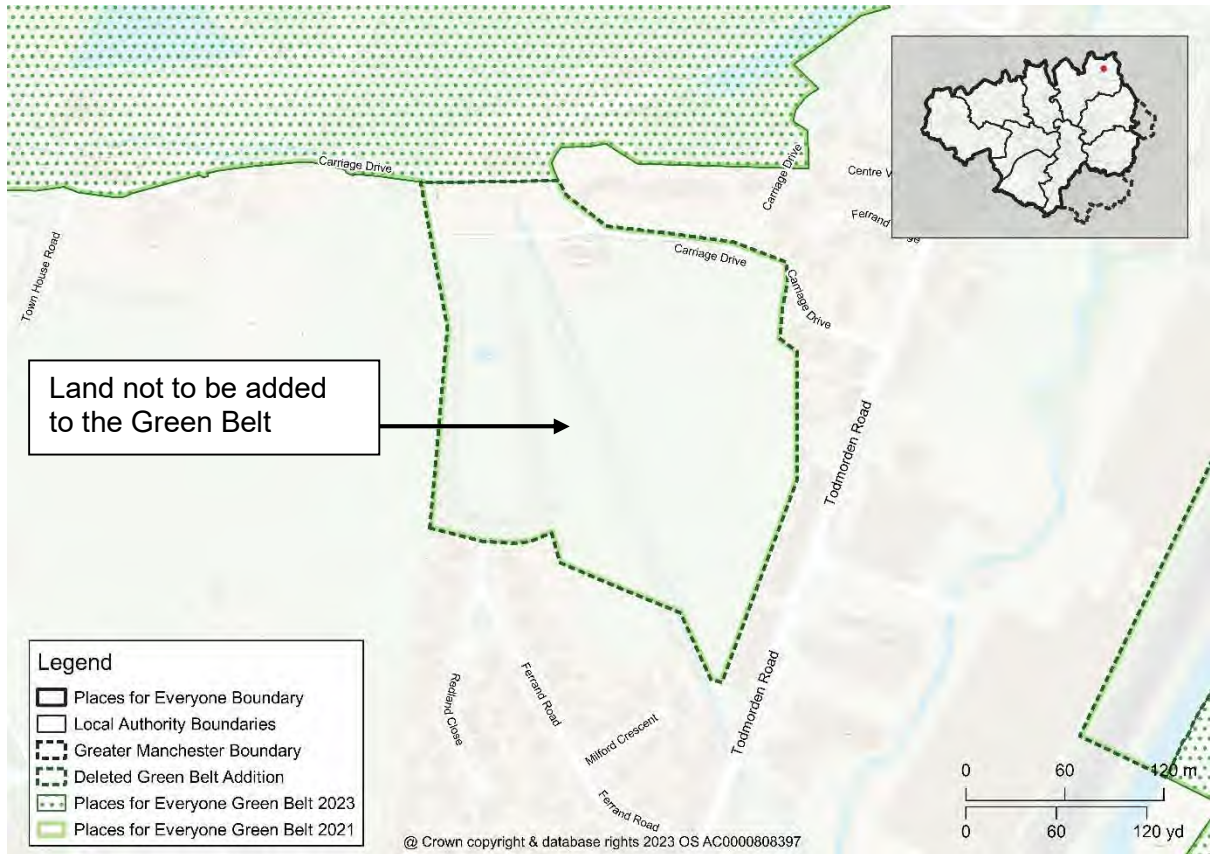 Carriage Drive
Carriage Drive
Centre
Ferrand
Town House Road
Carriage Drive
Carriage Drive
Land not to be added
to the Green Belt
Todmorden Road
Legend
Places for Everyone Boundary
Local Authority Boundaries
Greater Manchester Boundary
Deleted Green Belt Addition
Places for Everyone Green Belt 2023
Places for Everyone Green Belt 2021
Redland Close
Ferrand Road
Milford Crescent
Todmorden Road
Ferrand Road
0 60 120 m
0 60 120 yd
@ Crown copyright & database rights 2023 OS AC0000808397